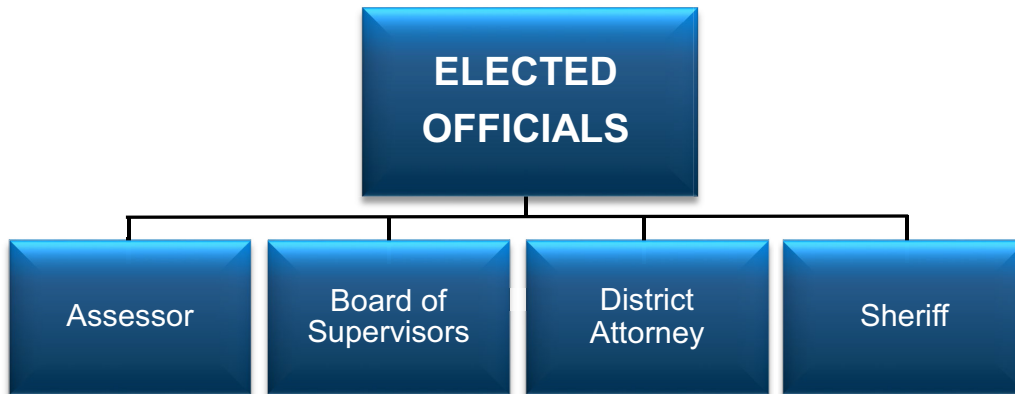 ELECTED
OFFICIALS
Assessor
Board of
Supervisors
District
Attorney
Sheriff